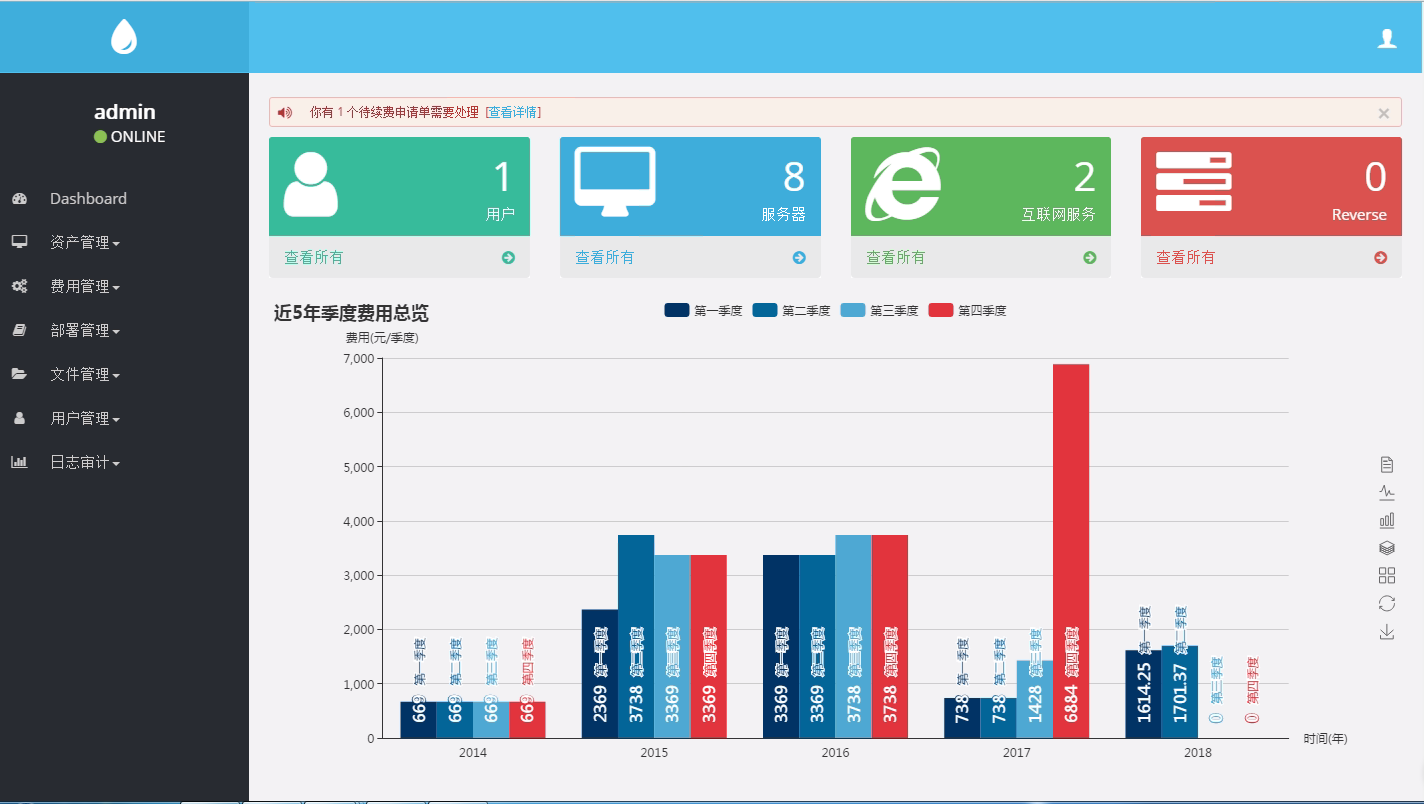 admin
ONLINE
Dashboard
资产管理
费用管理
部署管理
文件管理
用户管理
日志审计
你有 1 个待续费申请单需要处理 [查看详情]
×
1
用户
查看所有
8
服务器
查看所有
2
互联网服务
查看所有
0
Reverse
查看所有
近5年季度费用总览
第一季度 第二季度 第三季度 第四季度
费用(元/季度)
7,000
6,000
5,000
4,000
3,000
2,000
1,000
0
669 第一季度
669 第二季度
669 第三季度
669 第四季度
2369 第一季度
3738 第二季度
3369 第三季度
3369 第四季度
3369 第一季度
3369 第二季度
3738 第三季度
3738 第四季度
738 第一季度
738 第二季度
1428 第三季度
6884 第四季度
1614.25 第一季度
1701.37 第二季度
0 第三季度
0 第四季度
2014 2015 2016 2017 2018
时间(年)